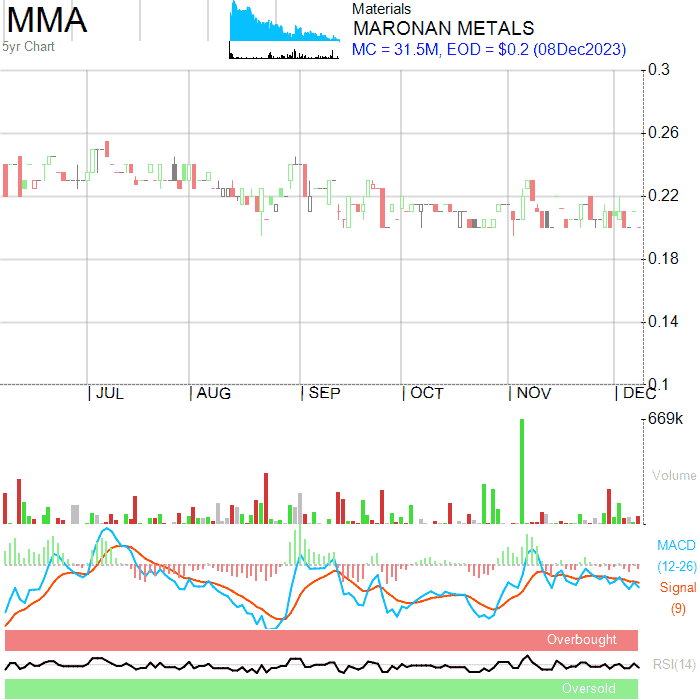 MMA
5yr Chart
Materials
MARONAN METALS
MC = 31.5M, EOD = $0.2 (08Dec2023)
0.3
0.26
0.22
0.18
0.14
0.1
JUL AUG SEP OCT NOV DEC
669k
Volume
MACD
(12-26)
Signal
(9)
Overbought
RSI(14)
Oversold